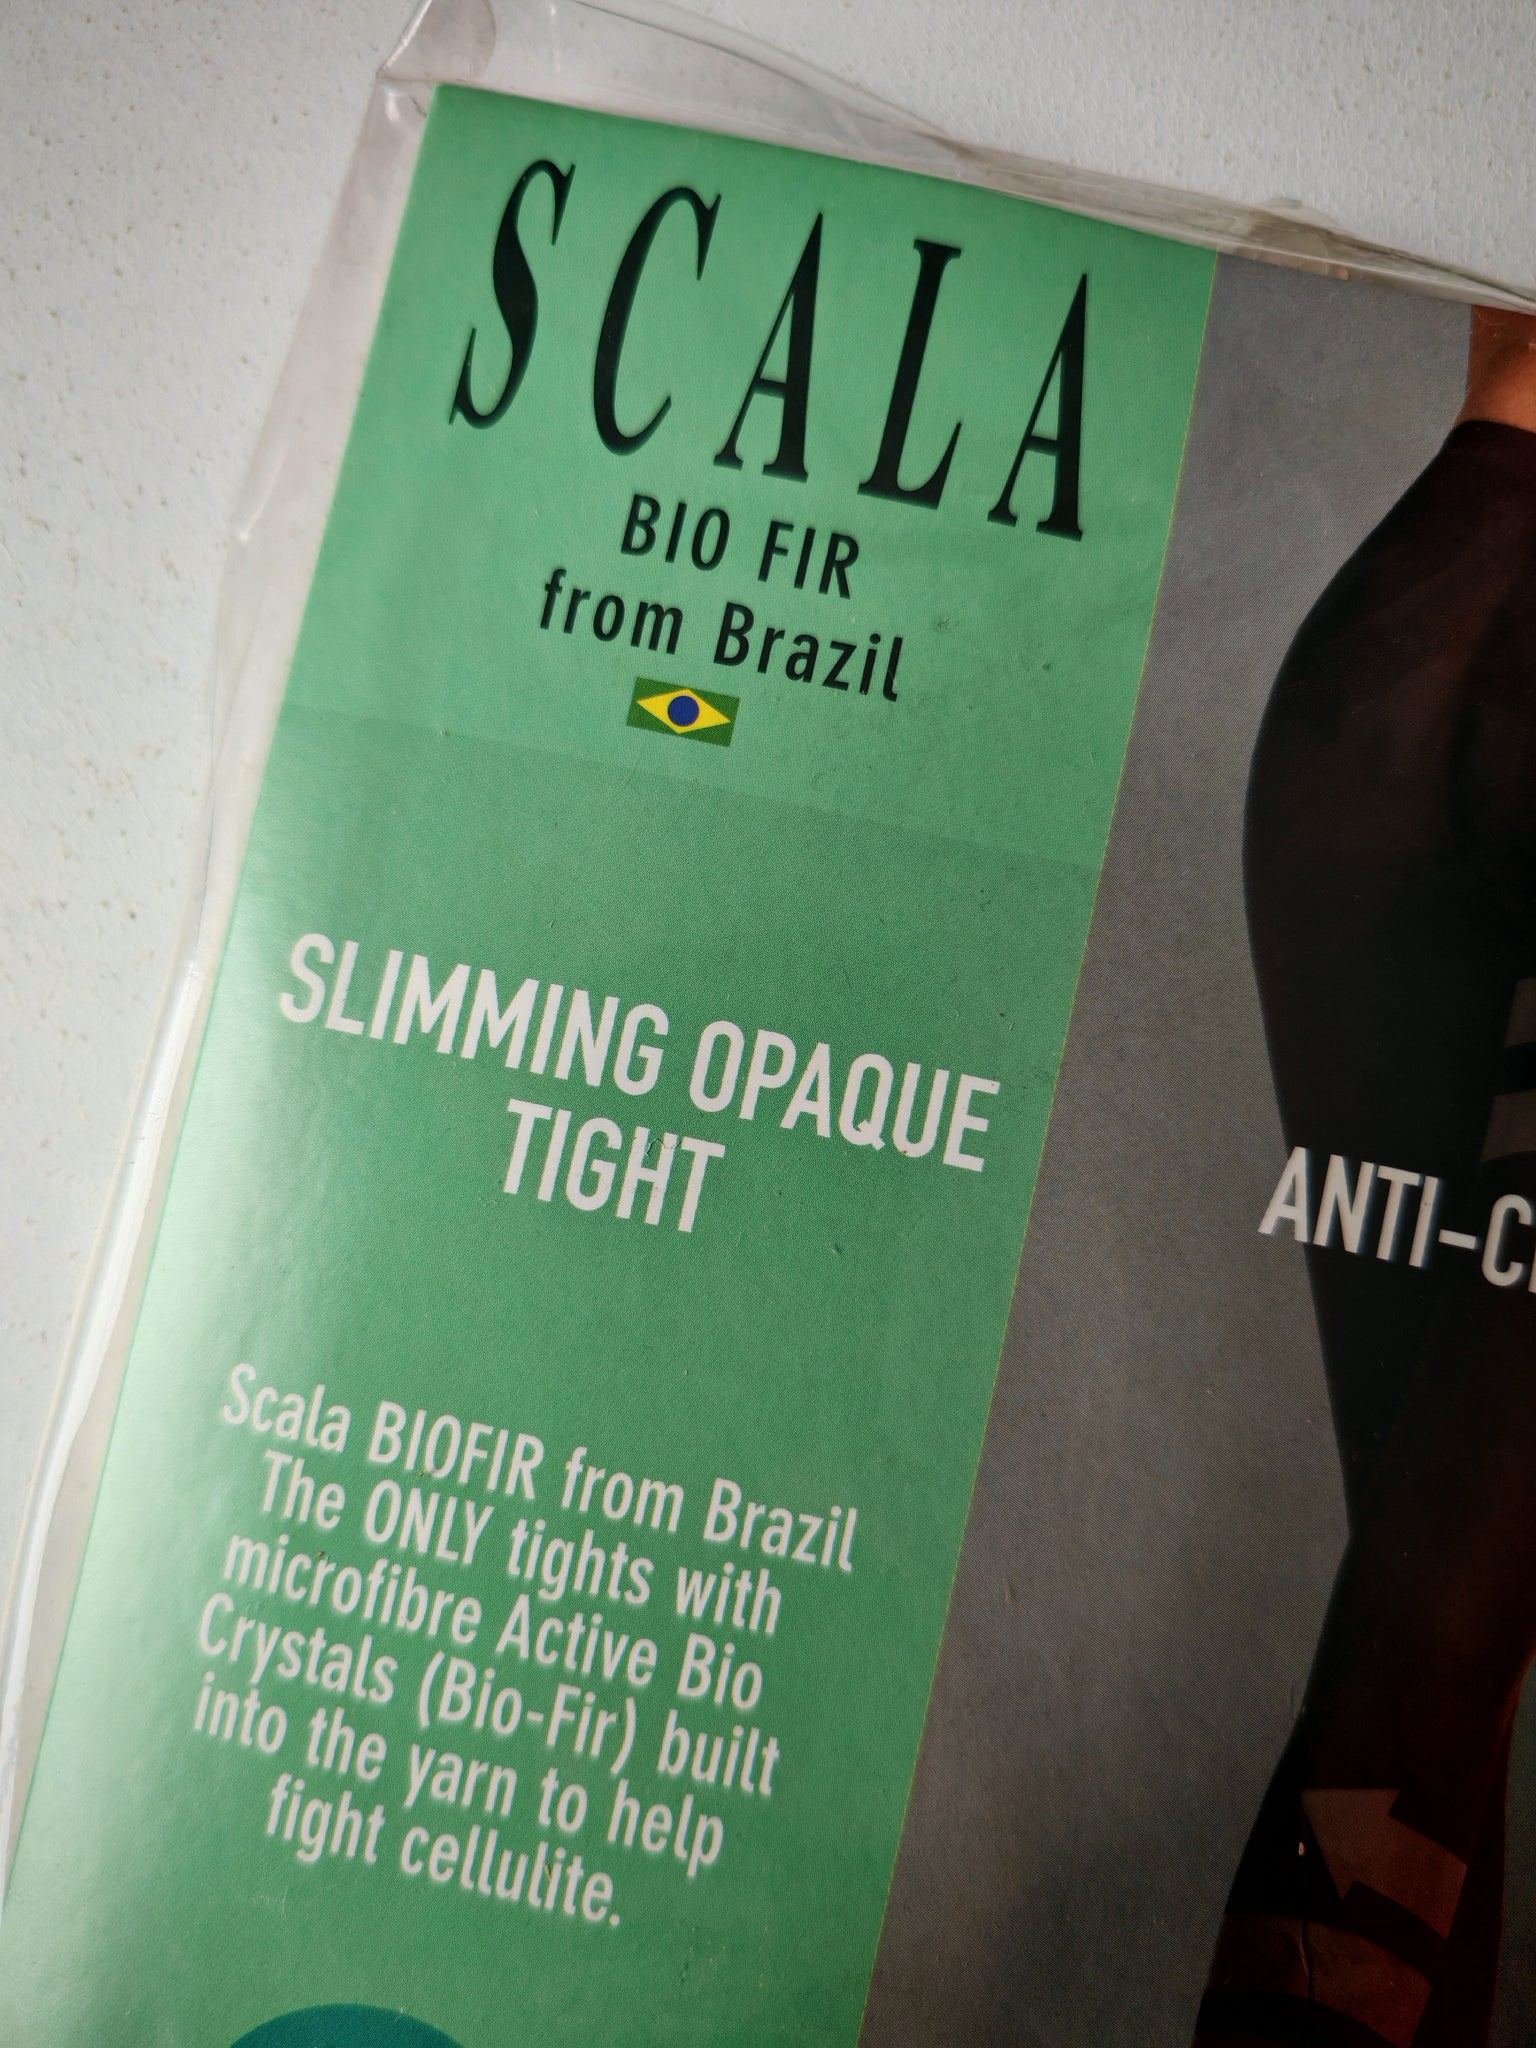 SCALA
BIO FIR
from Brazil
SLIMMING OPAQUE
TIGHT
Scala BIOFIR from Brazil
The ONLY tights with
microfibre Active Bio
Crystals (Bio-Fir) built
into the yarn to help
fight cellulite.